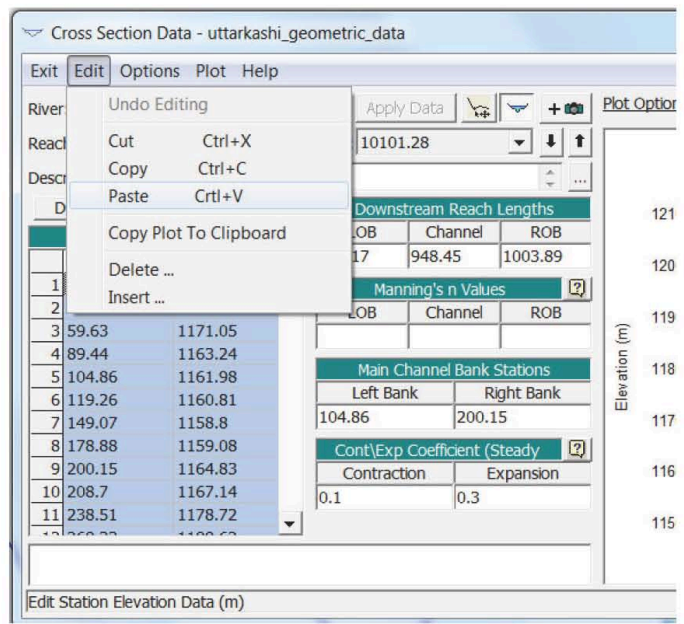 Cross Section Data - uttarkashi_geometric_data
Exit Edit Options Plot Help
River: Undo Editing Apply Data + Plot Option
Reach Cut Ctrl+X 10101.28
Descr Copy Ctrl+C ...
Paste Crtl+V
D Downstream Reach Lengths
Copy Plot To Clipboard LOB Channel ROB
17 948.45 1003.89
Delete ...
1 Manning's n Values ?
Insert ...
2 LOB Channel ROB
3 59.63 1171.05
4 89.44 1163.24
5 104.86 1161.98 Main Channel Bank Stations
6 119.26 1160.81 Left Bank Right Bank
7 149.07 1158.8 104.86 200.15
8 178.88 1159.08 Cont\Exp Coefficient (Steady ?
9 200.15 1164.83 Contraction Expansion
10 208.7 1167.14 0.1 0.3
11 238.51 1178.72
121
120
119
118
117
116
115
Elevation (m)
Edit Station Elevation Data (m)